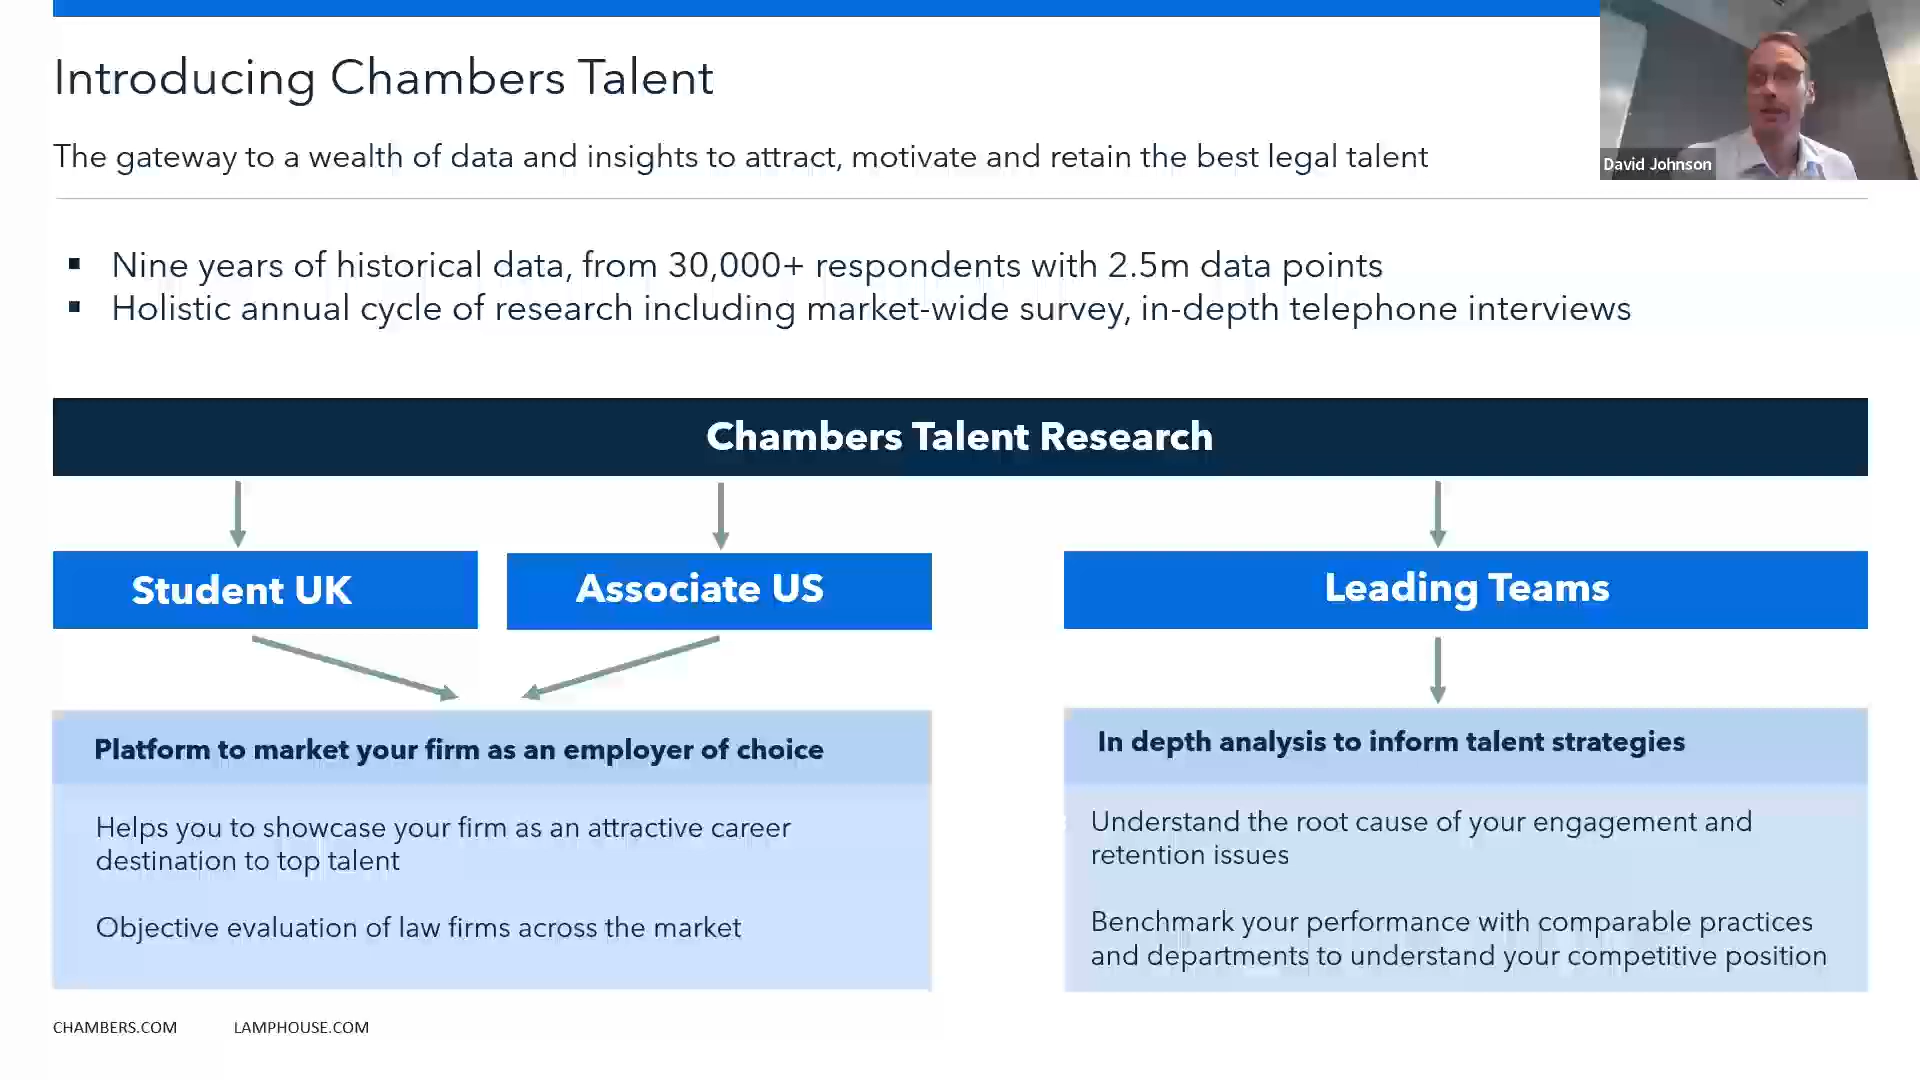 Introducing Chambers Talent
The gateway to a wealth of data and insights to attract, motivate and retain the best legal talent
David Johnson
▪ Nine years of historical data, from 30,000+ respondents with 2.5m data points
▪ Holistic annual cycle of research including market-wide survey, in-depth telephone interviews
Chambers Talent Research
Student UK
Associate US
Leading Teams
Platform to market your firm as an employer of choice
Helps you to showcase your firm as an attractive career
destination to top talent
Objective evaluation of law firms across the market
In depth analysis to inform talent strategies
Understand the root cause of your engagement and
retention issues
Benchmark your performance with comparable practices
and departments to understand your competitive position
CHAMBERS.COM
LAMPHOUSE.COM